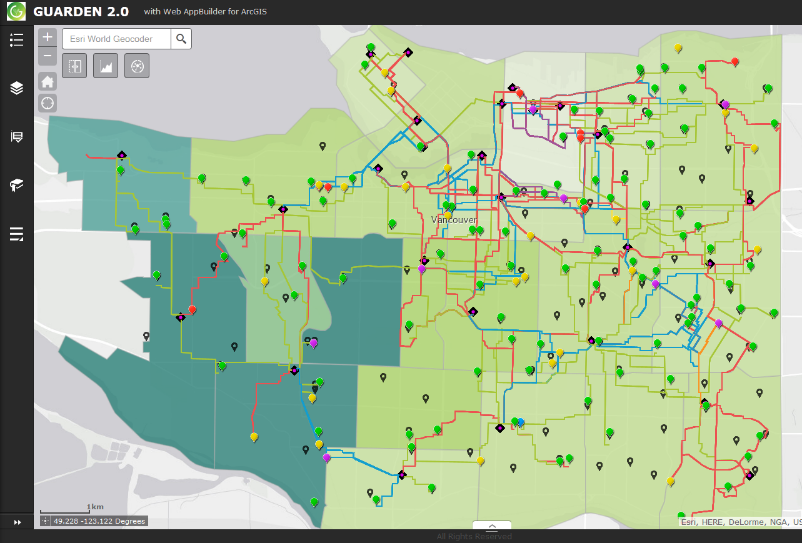 GUARDEN 2.0
with Web AppBuilder for ArcGIS
Esri World Geocoder
Vancouver
1km
49.228 -123.122 Degrees
Esri, HERE, DeLorme, NGA, US
All Rights Reserved